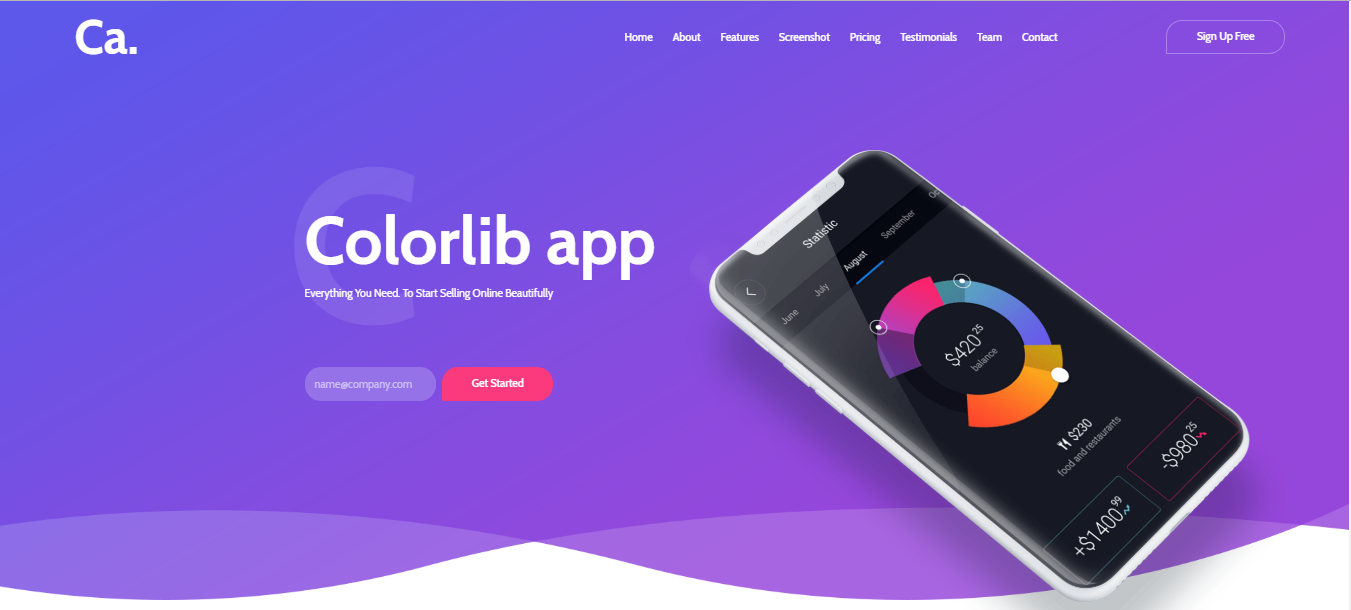 Ca.
Home About Features Screenshot Pricing Testimonials Team Contact
Sign Up Free
C
Colorlib app
Everything You Need. To Start Selling Online Beautifully
name@company.com
Get Started
Statistic
June July August September
$420 25
balance
$230
food and restaurants
+$1400 99
-$980 25